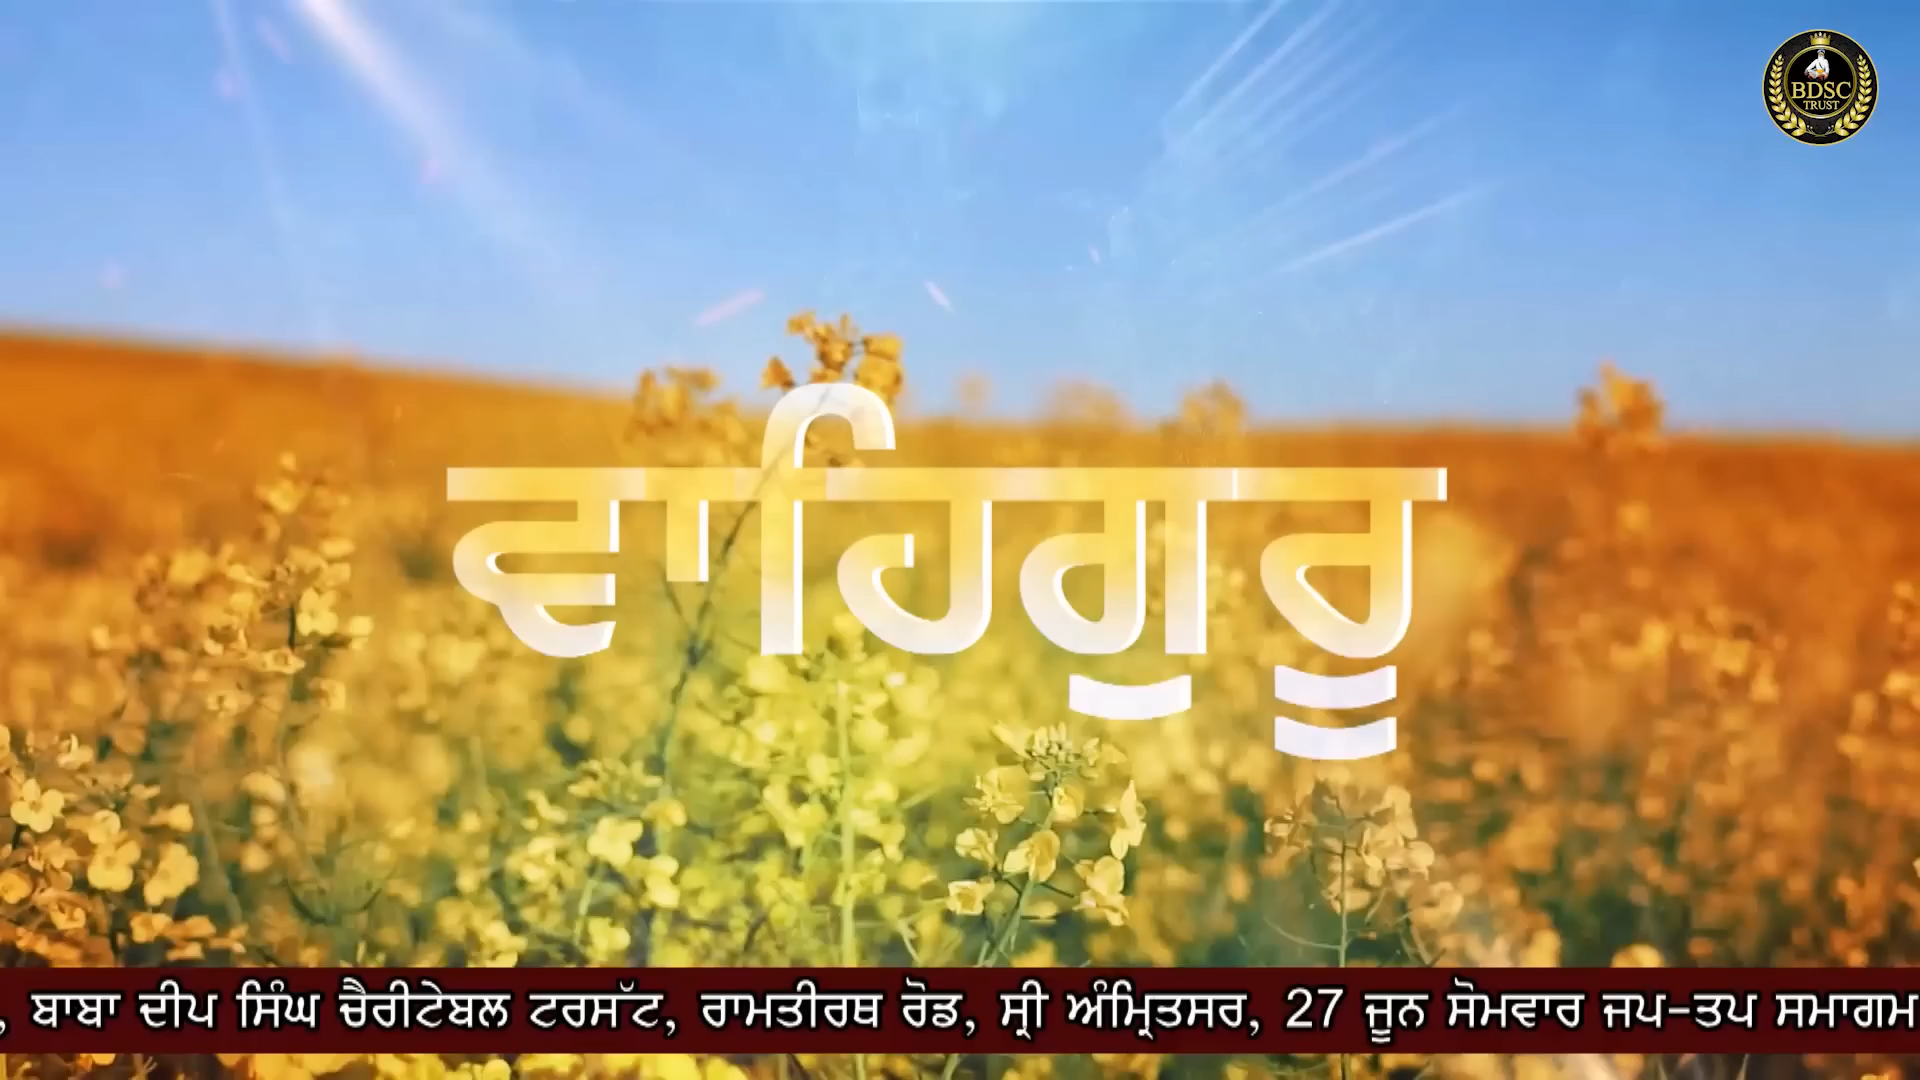 BDSC
TRUST
ਵਾਹਿਗੁਰੂ
, ਬਾਬਾ ਦੀਪ ਸਿੰਘ ਚੈਰੀਟੇਬਲ ਟਰਸੱਟ, ਰਾਮਤੀਰਥ ਰੋਡ, ਸ੍ਰੀ ਅੰਮ੍ਰਿਤਸਰ, 27 ਜੂਨ ਸੋਮਵਾਰ ਜਪ-ਤਪ ਸਮਾਗਮ